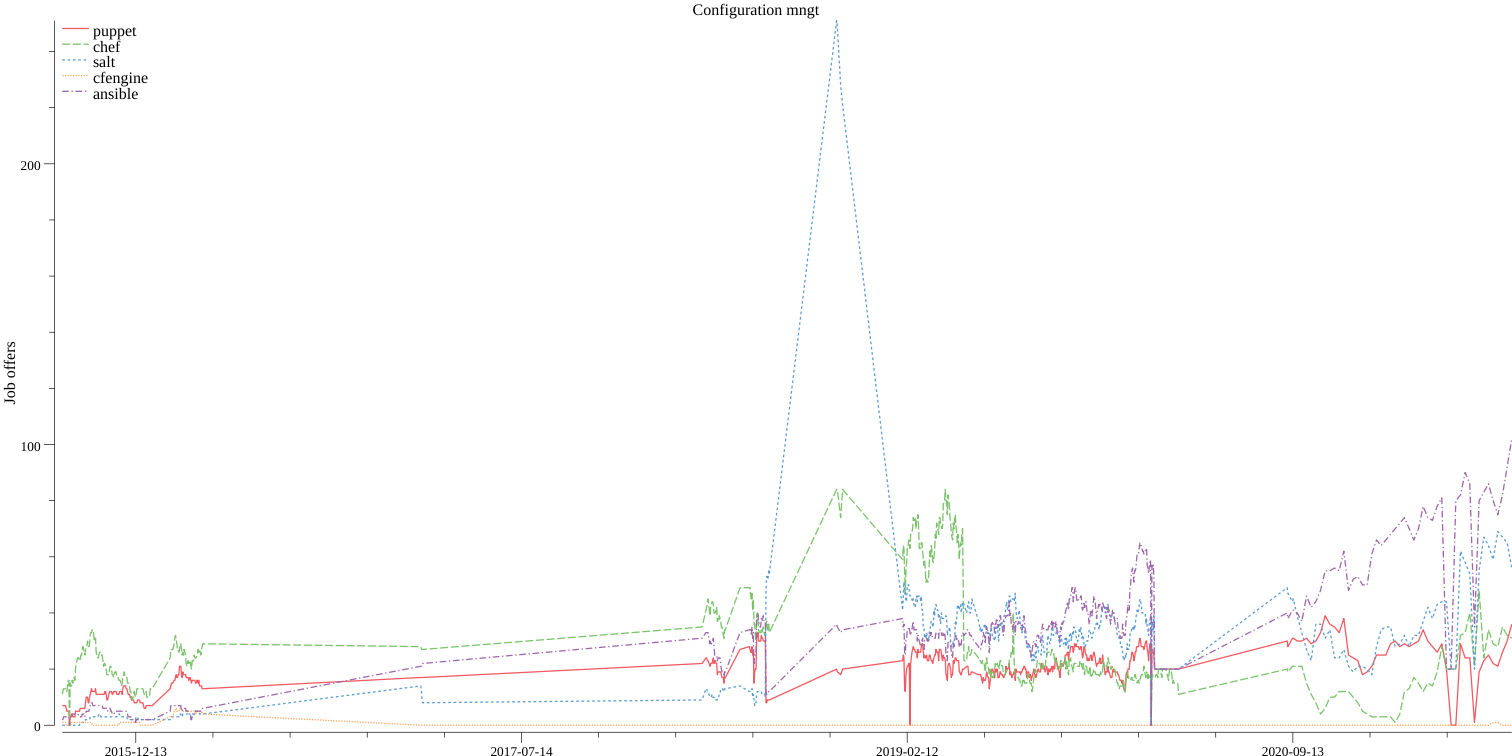 Configuration mngt
puppet
chef
salt
cfengine
ansible
Job offers
200
100
0
2015-12-13
2017-07-14
2019-02-12
2020-09-13